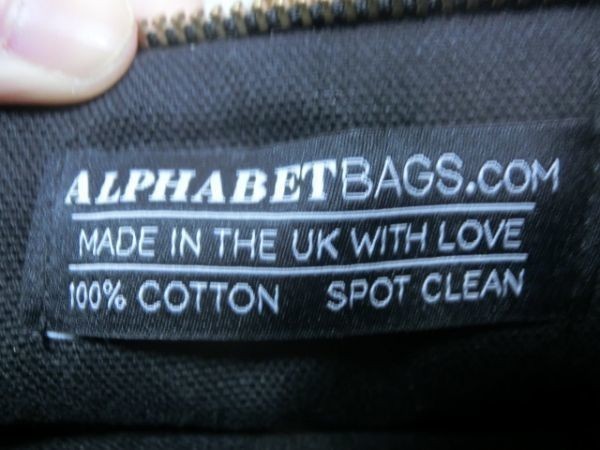 ALPHABETBAGS.COM
MADE IN THE UK WITH LOVE
100% COTTON SPOT CLEAN